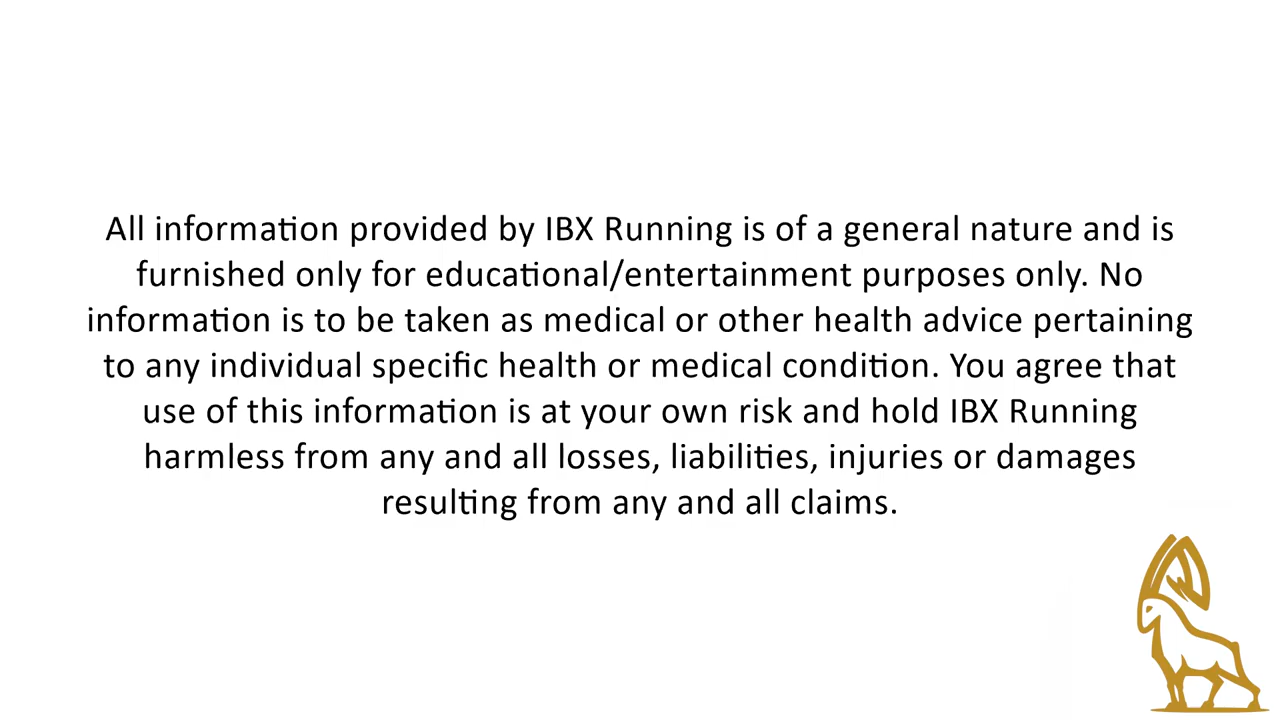 All information provided by IBX Running is of a general nature and is
furnished only for educational/entertainment purposes only. No
information is to be taken as medical or other health advice pertaining
to any individual specific health or medical condition. You agree that
use of this information is at your own risk and hold IBX Running
harmless from any and all losses, liabilities, injuries or damages
resulting from any and all claims.